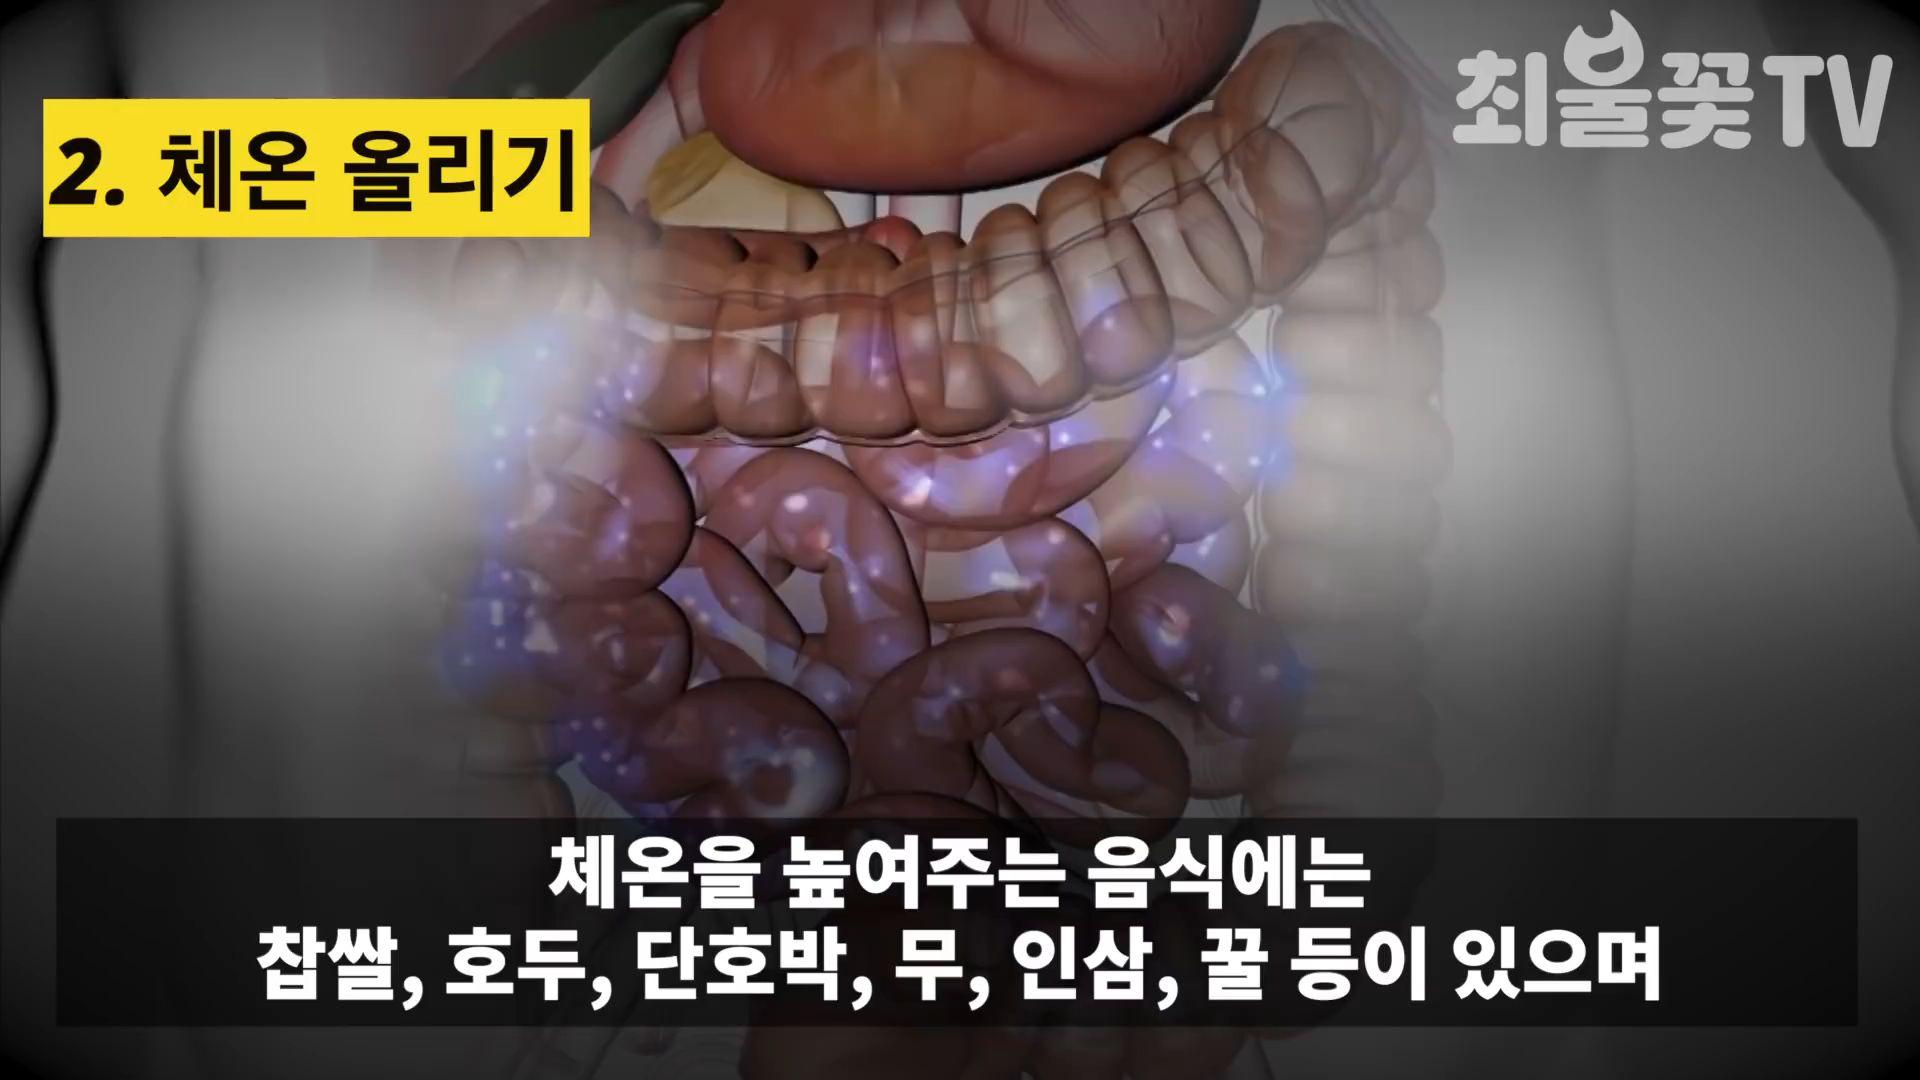 최울꽃TV
2. 체온 올리기
체온을 높여주는 음식에는
찹쌀, 호두, 단호박, 무, 인삼, 꿀 등이 있으며